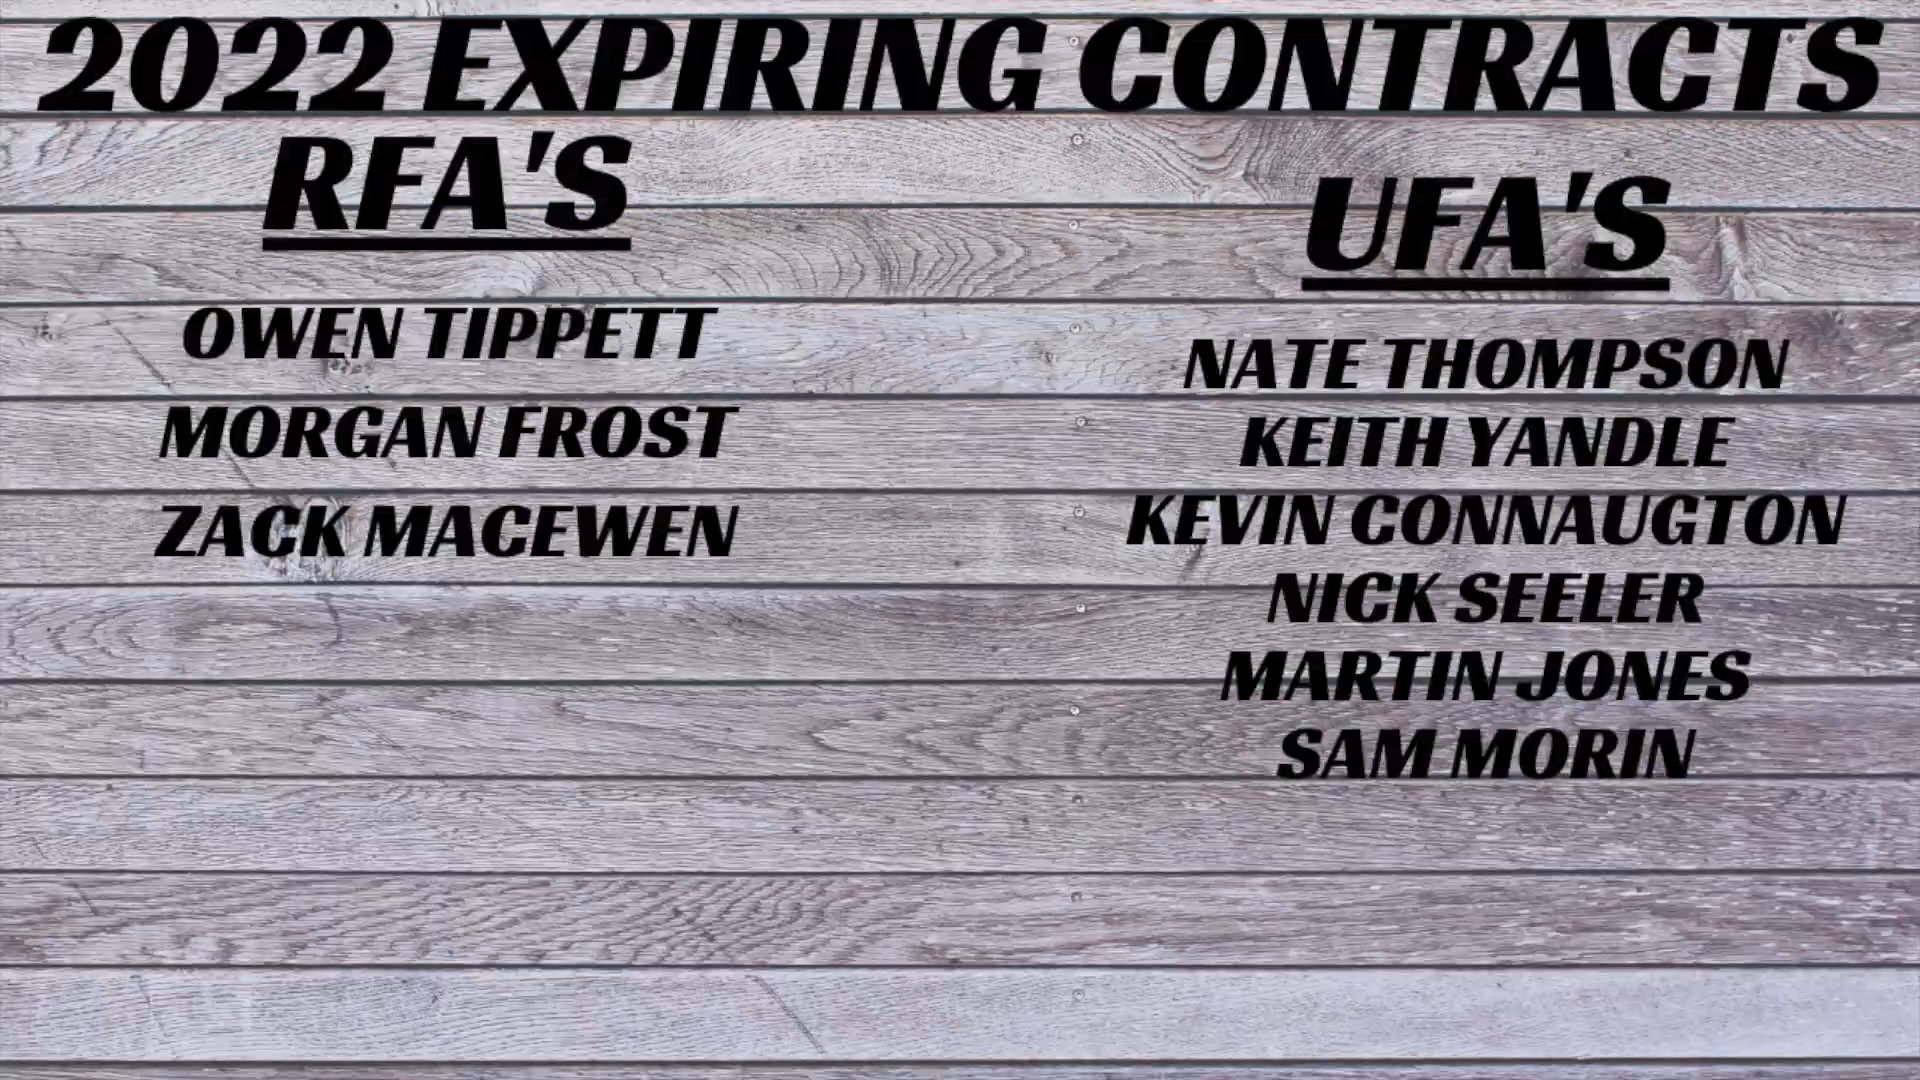 2022 EXPIRING CONTRACTS
RFA'S
OWEN TIPPETT
MORGAN FROST
ZACK MACEWEN
UFA'S
NATE THOMPSON
KEITH YANDLE
KEVIN CONNAUGTON
NICK SEELER
MARTIN JONES
SAM MORIN